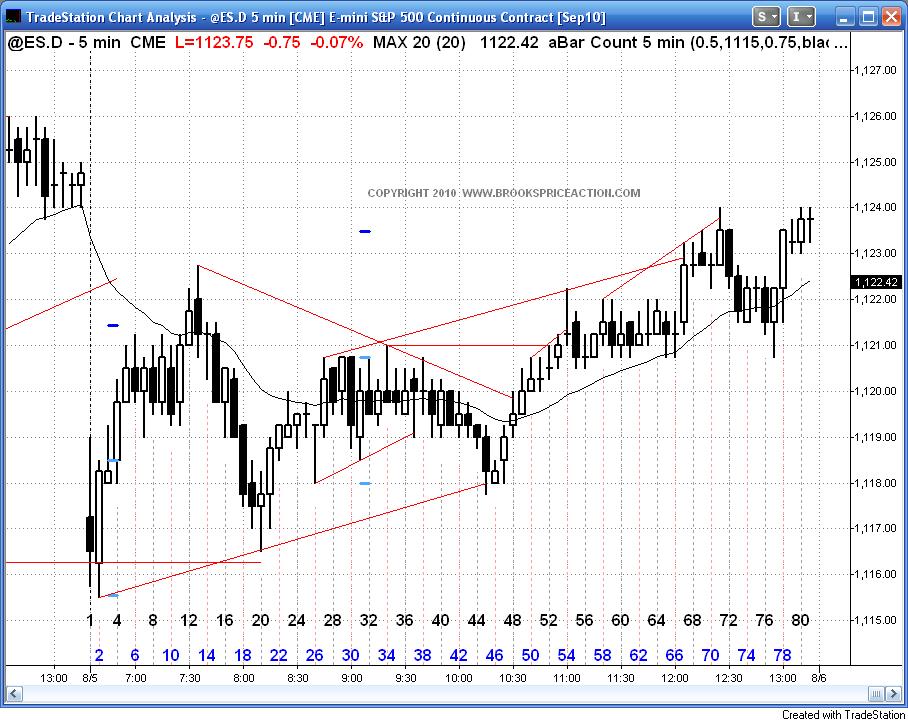 TradeStation Chart Analysis - @ES.D 5 min [CME] E-mini S&P 500 Continuous Contract [Sep10]
S I
@ES.D - 5 min CME L=1123.75 -0.75 -0.07% MAX 20 (20) 1122.42 aBar Count 5 min (0.5,1115,0.75,blac...
1,127.00
1,126.00
1,125.00
COPYRIGHT 2010 WWW.BROOKSPRICEACTION.COM
1,124.00
1,123.00
1,122.42
1,122.00
1,121.00
1,120.00
1,119.00
1,118.00
1,117.00
1,116.00
1,115.00
1 4 8 12 16 20 24 28 32 36 40 44 48 52 56 60 64 68 72 76 80
2 6 10 14 18 22 26 30 34 38 42 46 50 54 58 62 66 70 74 78
13:00 8/5 7:00 7:30 8:00 8:30 9:00 9:30 10:00 10:30 11:00 11:30 12:00 12:30 13:00 8/6
Created with TradeStation